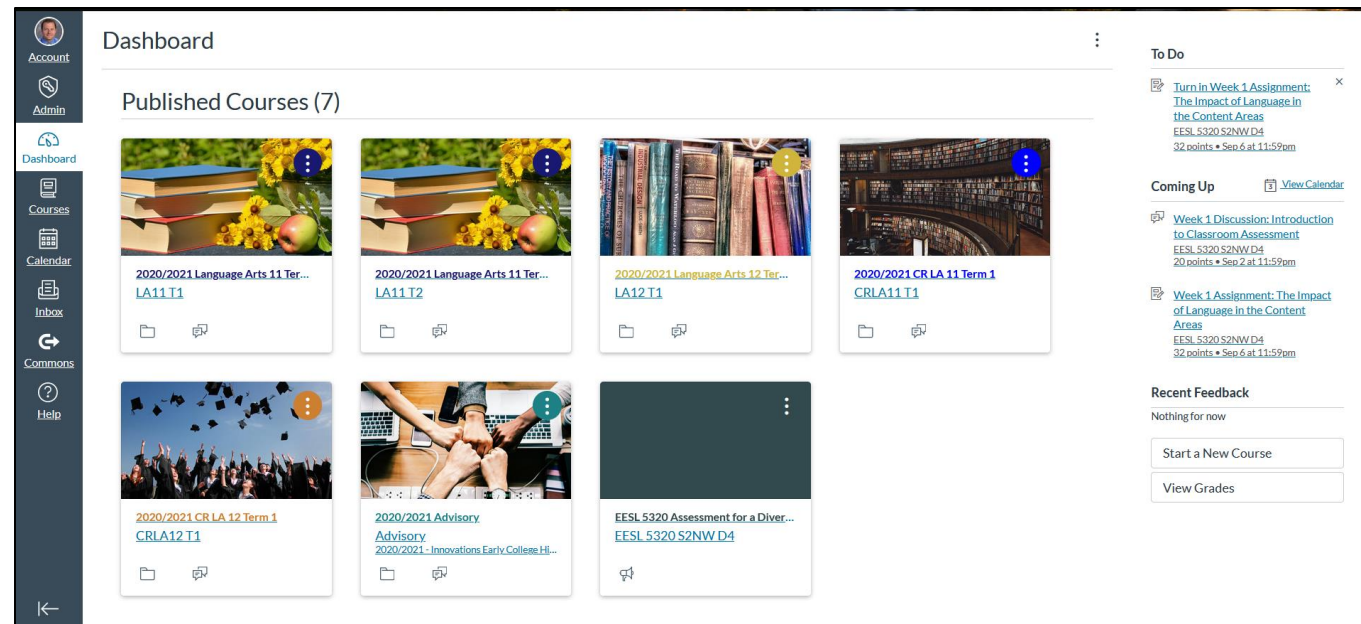 Account
Admin
Dashboard
Courses
Calendar
Inbox
Commons
Help
Dashboard
Published Courses (7)
2020/2021 Language Arts 11 Ter...
LA11 T1
2020/2021 Language Arts 11 Ter...
LA11 T2
2020/2021 Language Arts 12 Ter...
LA12 T1
2020/2021 CR LA 11 Term 1
CRLA11 T1
2020/2021 CR LA 12 Term 1
CRLA12 T1
2020/2021 Advisory
Advisory
2020/2021 - Innovations Early College Hi...
EESL 5320 Assessment for a Diver...
EESL 5320 S2NW D4
To Do
Turn in Week 1 Assignment:
The Impact of Language in
the Content Areas
EESL 5320 S2NW D4
32 points • Sep 6 at 11:59pm
Coming Up
3 View Calendar
Week 1 Discussion: Introduction
to Classroom Assessment
EESL 5320 S2NW D4
20 points • Sep 2 at 11:59pm
Week 1 Assignment: The Impact
of Language in the Content
Areas
EESL 5320 S2NW D4
32 points • Sep 6 at 11:59pm
Recent Feedback
Nothing for now
Start a New Course
View Grades